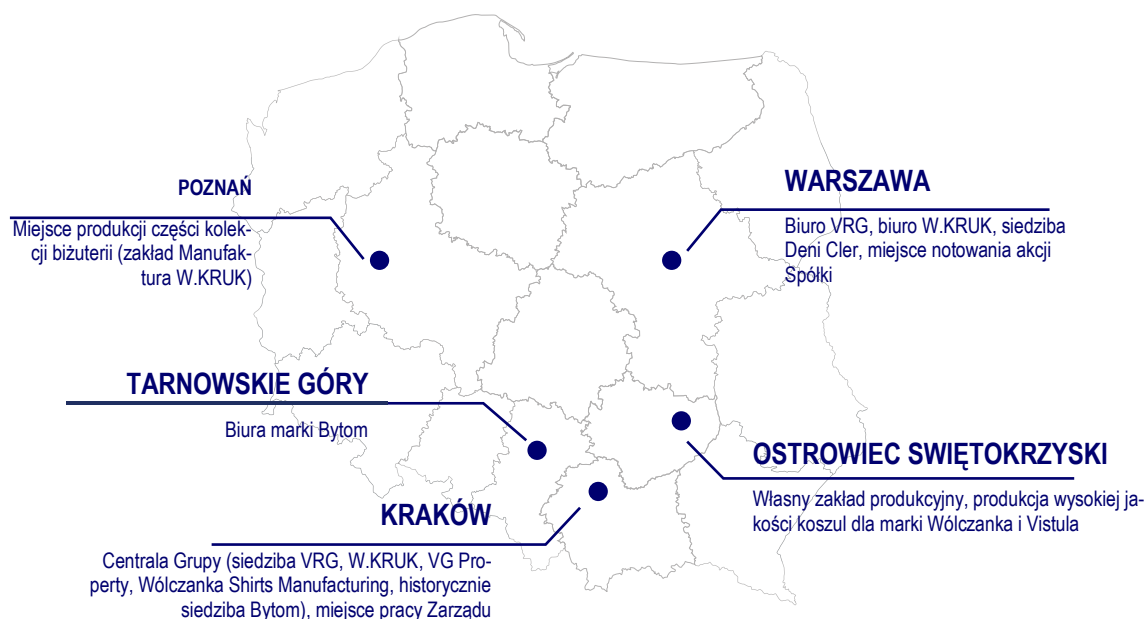 POZNAŃ
Miejsce produkcji części kolek-
cji biżuterii (zakład Manufak-
tura W.KRUK)
WARSZAWA
Biuro VRG, biuro W.KRUK, siedziba
Deni Cler, miejsce notowania akcji
Spółki
TARNOWSKIE GÓRY
Biura marki Bytom
OSTROWIEC SWIĘTOKRZYSKI
Własny zakład produkcyjny, produkcja wysokiej ja-
kości koszul dla marki Wólczanka i Vistula
KRAKÓW
Centrala Grupy (siedziba VRG, W.KRUK, VG Pro-
perty, Wólczanka Shirts Manufacturing, historycznie
siedziba Bytom), miejsce pracy Zarządu